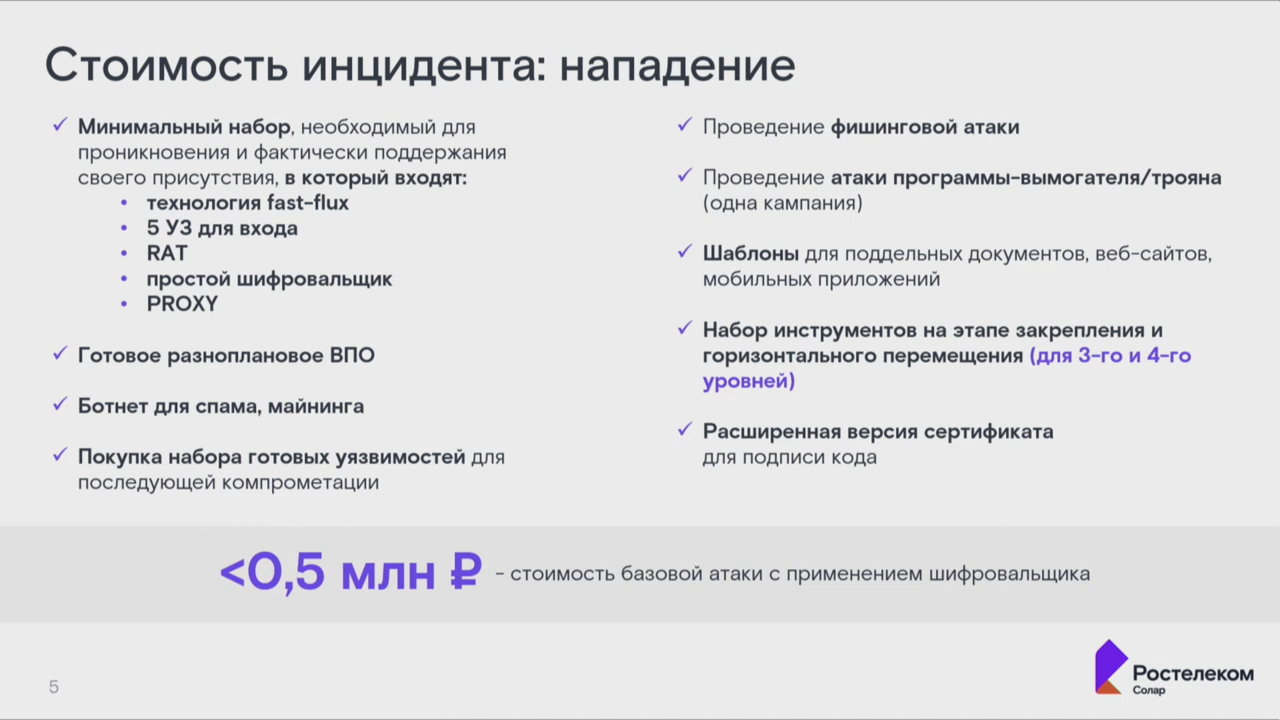 Стоимость инцидента: нападение
✓ Минимальный набор, необходимый для
проникновения и фактически поддержания
своего присутствия, в который входят:
• технология fast-flux
• 5 УЗ для входа
• RAT
• простой шифровальщик
• PROXY
✓ Готовое разноплановое ВПО
✓ Ботнет для спама, майнинга
✓ Покупка набора готовых уязвимостей для
последующей компрометации
✓ Проведение фишинговой атаки
✓ Проведение атаки программы-вымогателя/трояна
(одна кампания)
✓ Шаблоны для поддельных документов, веб-сайтов,
мобильных приложений
✓ Набор инструментов на этапе закрепления и
горизонтального перемещения (для 3-го и 4-го
уровней)
✓ Расширенная версия сертификата
для подписи кода
<0,5 млн ₽ - стоимость базовой атаки с применением шифровальщика
5
Ростелеком
Солар